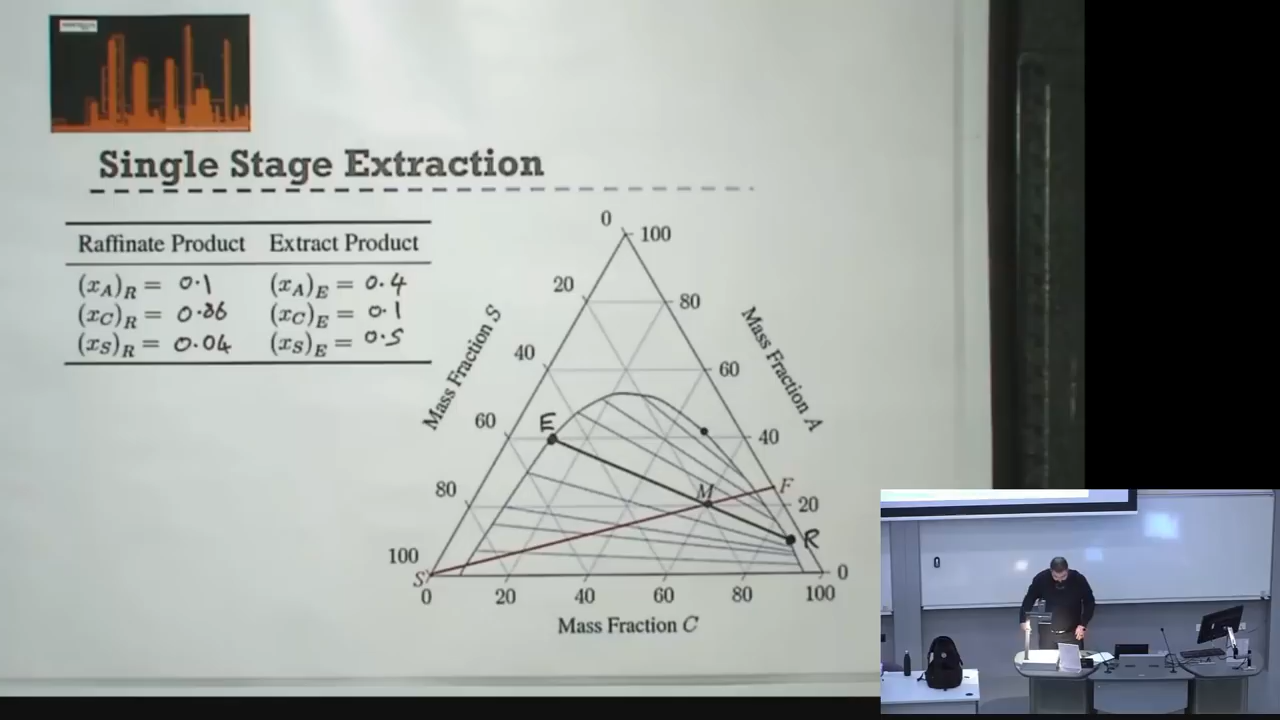 Single Stage Extraction
Raffinate Product Extract Product
(x_A)_R = 0.1 (x_A)_E = 0.4
(x_C)_R = 0.86 (x_C)_E = 0.1
(x_S)_R = 0.04 (x_S)_E = 0.5
0 100
20 80
40 60
60 40
80 20
100 0
Mass Fraction S
Mass Fraction A
E
M F
R
S
0 20 40 60 80 100
Mass Fraction C